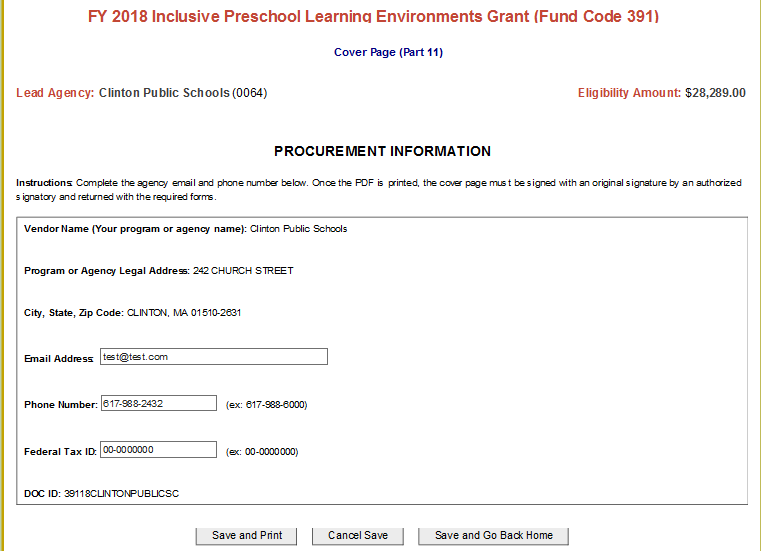 FY 2018 Inclusive Preschool Learning Environments Grant (Fund Code 391)
Cover Page (Part 11)
Lead Agency: Clinton Public Schools (0064) Eligibility Amount: $28,289.00
PROCUREMENT INFORMATION
Instructions: Complete the agency email and phone number below. Once the PDF is printed, the cover page must be signed with an original signature by an authorized
signatory and returned with the required forms.
Vendor Name (Your program or agency name): Clinton Public Schools
Program or Agency Legal Address: 242 CHURCH STREET
City, State, Zip Code: CLINTON, MA 01510-2631
Email Address: test@test.com
Phone Number: 617-988-2432 (ex: 617-988-6000)
Federal Tax ID: 00-0000000 (ex: 00-0000000)
DOC ID: 39118CLINTONPUBLICSC
Save and Print Cancel Save Save and Go Back Home